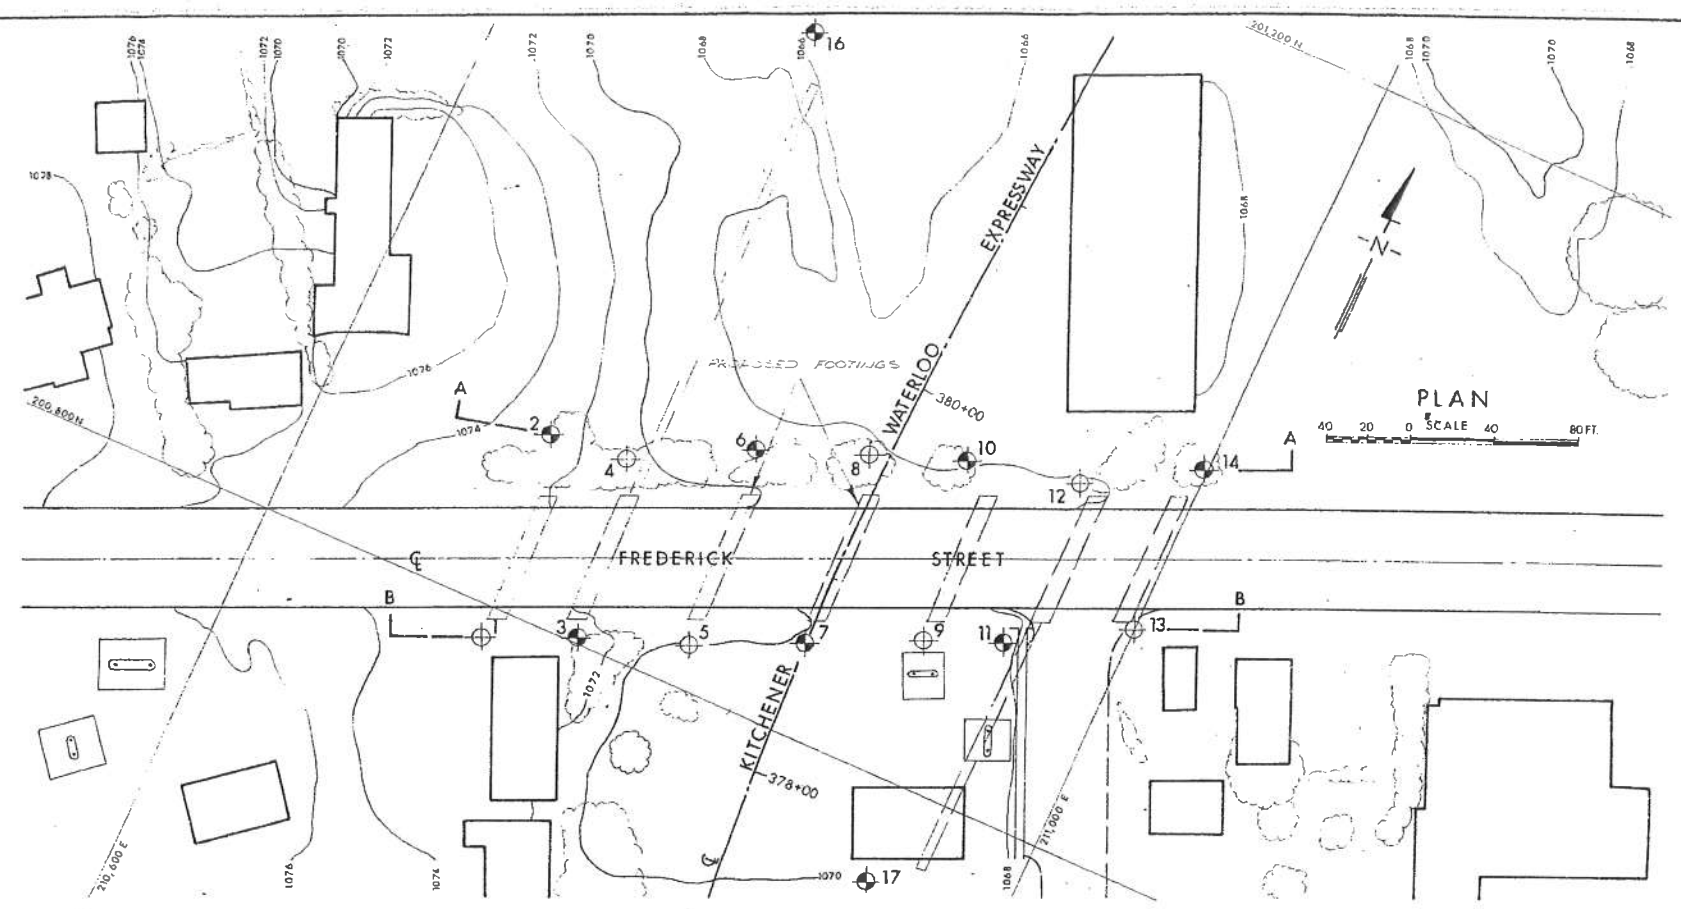 1076
1074
1072
1070
1070
1072
1072
1070
1068
1066
16
1066
201,200 N
1068
1070
1070
1068
1078
EXPRESSWAY
1068
N
PROPOSED FOOTINGS
WATERLOO
1076
380+00
PLAN
SCALE
40 20 0 40 80 FT.
200,800 N
A
1074
2
4
6
8
10
12
14
A
℄ FREDERICK STREET
B
1
3
5
7
9
11
13
B
1072
KITCHENER
378+00
℄
210,600 E
1076
1074
1070
17
1068
211,000 E